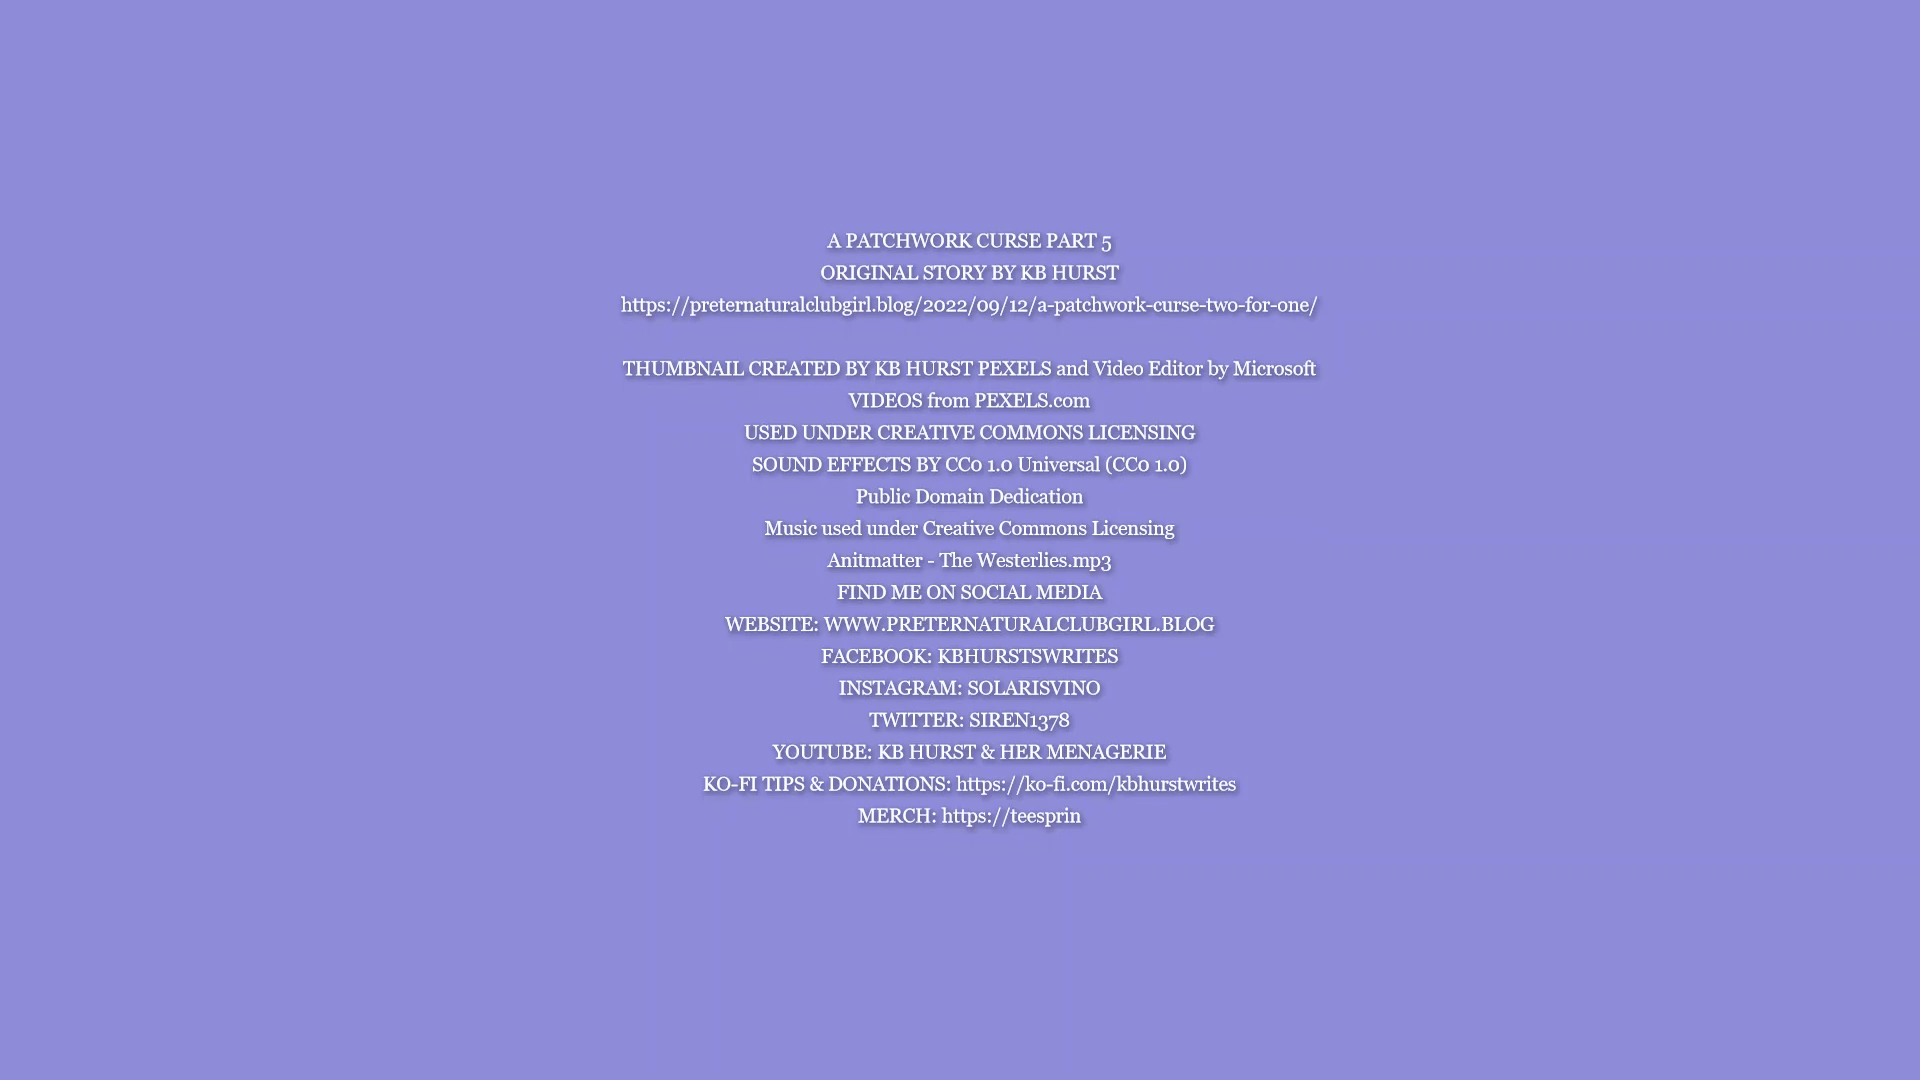 A PATCHWORK CURSE PART 5
ORIGINAL STORY BY KB HURST
https://preternaturalclubgirl.blog/2022/09/12/a-patchwork-curse-two-for-one/
THUMBNAIL CREATED BY KB HURST PEXELS and Video Editor by Microsoft
VIDEOS from PEXELS.com
USED UNDER CREATIVE COMMONS LICENSING
SOUND EFFECTS BY CC0 1.0 Universal (CC0 1.0)
Public Domain Dedication
Music used under Creative Commons Licensing
Anitmatter - The Westerlies.mp3
FIND ME ON SOCIAL MEDIA
WEBSITE: WWW.PRETERNATURALCLUBGIRL.BLOG
FACEBOOK: KBHURSTSWRITES
INSTAGRAM: SOLARISVINO
TWITTER: SIREN1378
YOUTUBE: KB HURST & HER MENAGERIE
KO-FI TIPS & DONATIONS: https://ko-fi.com/kbhurstwrites
MERCH: https://teesprin